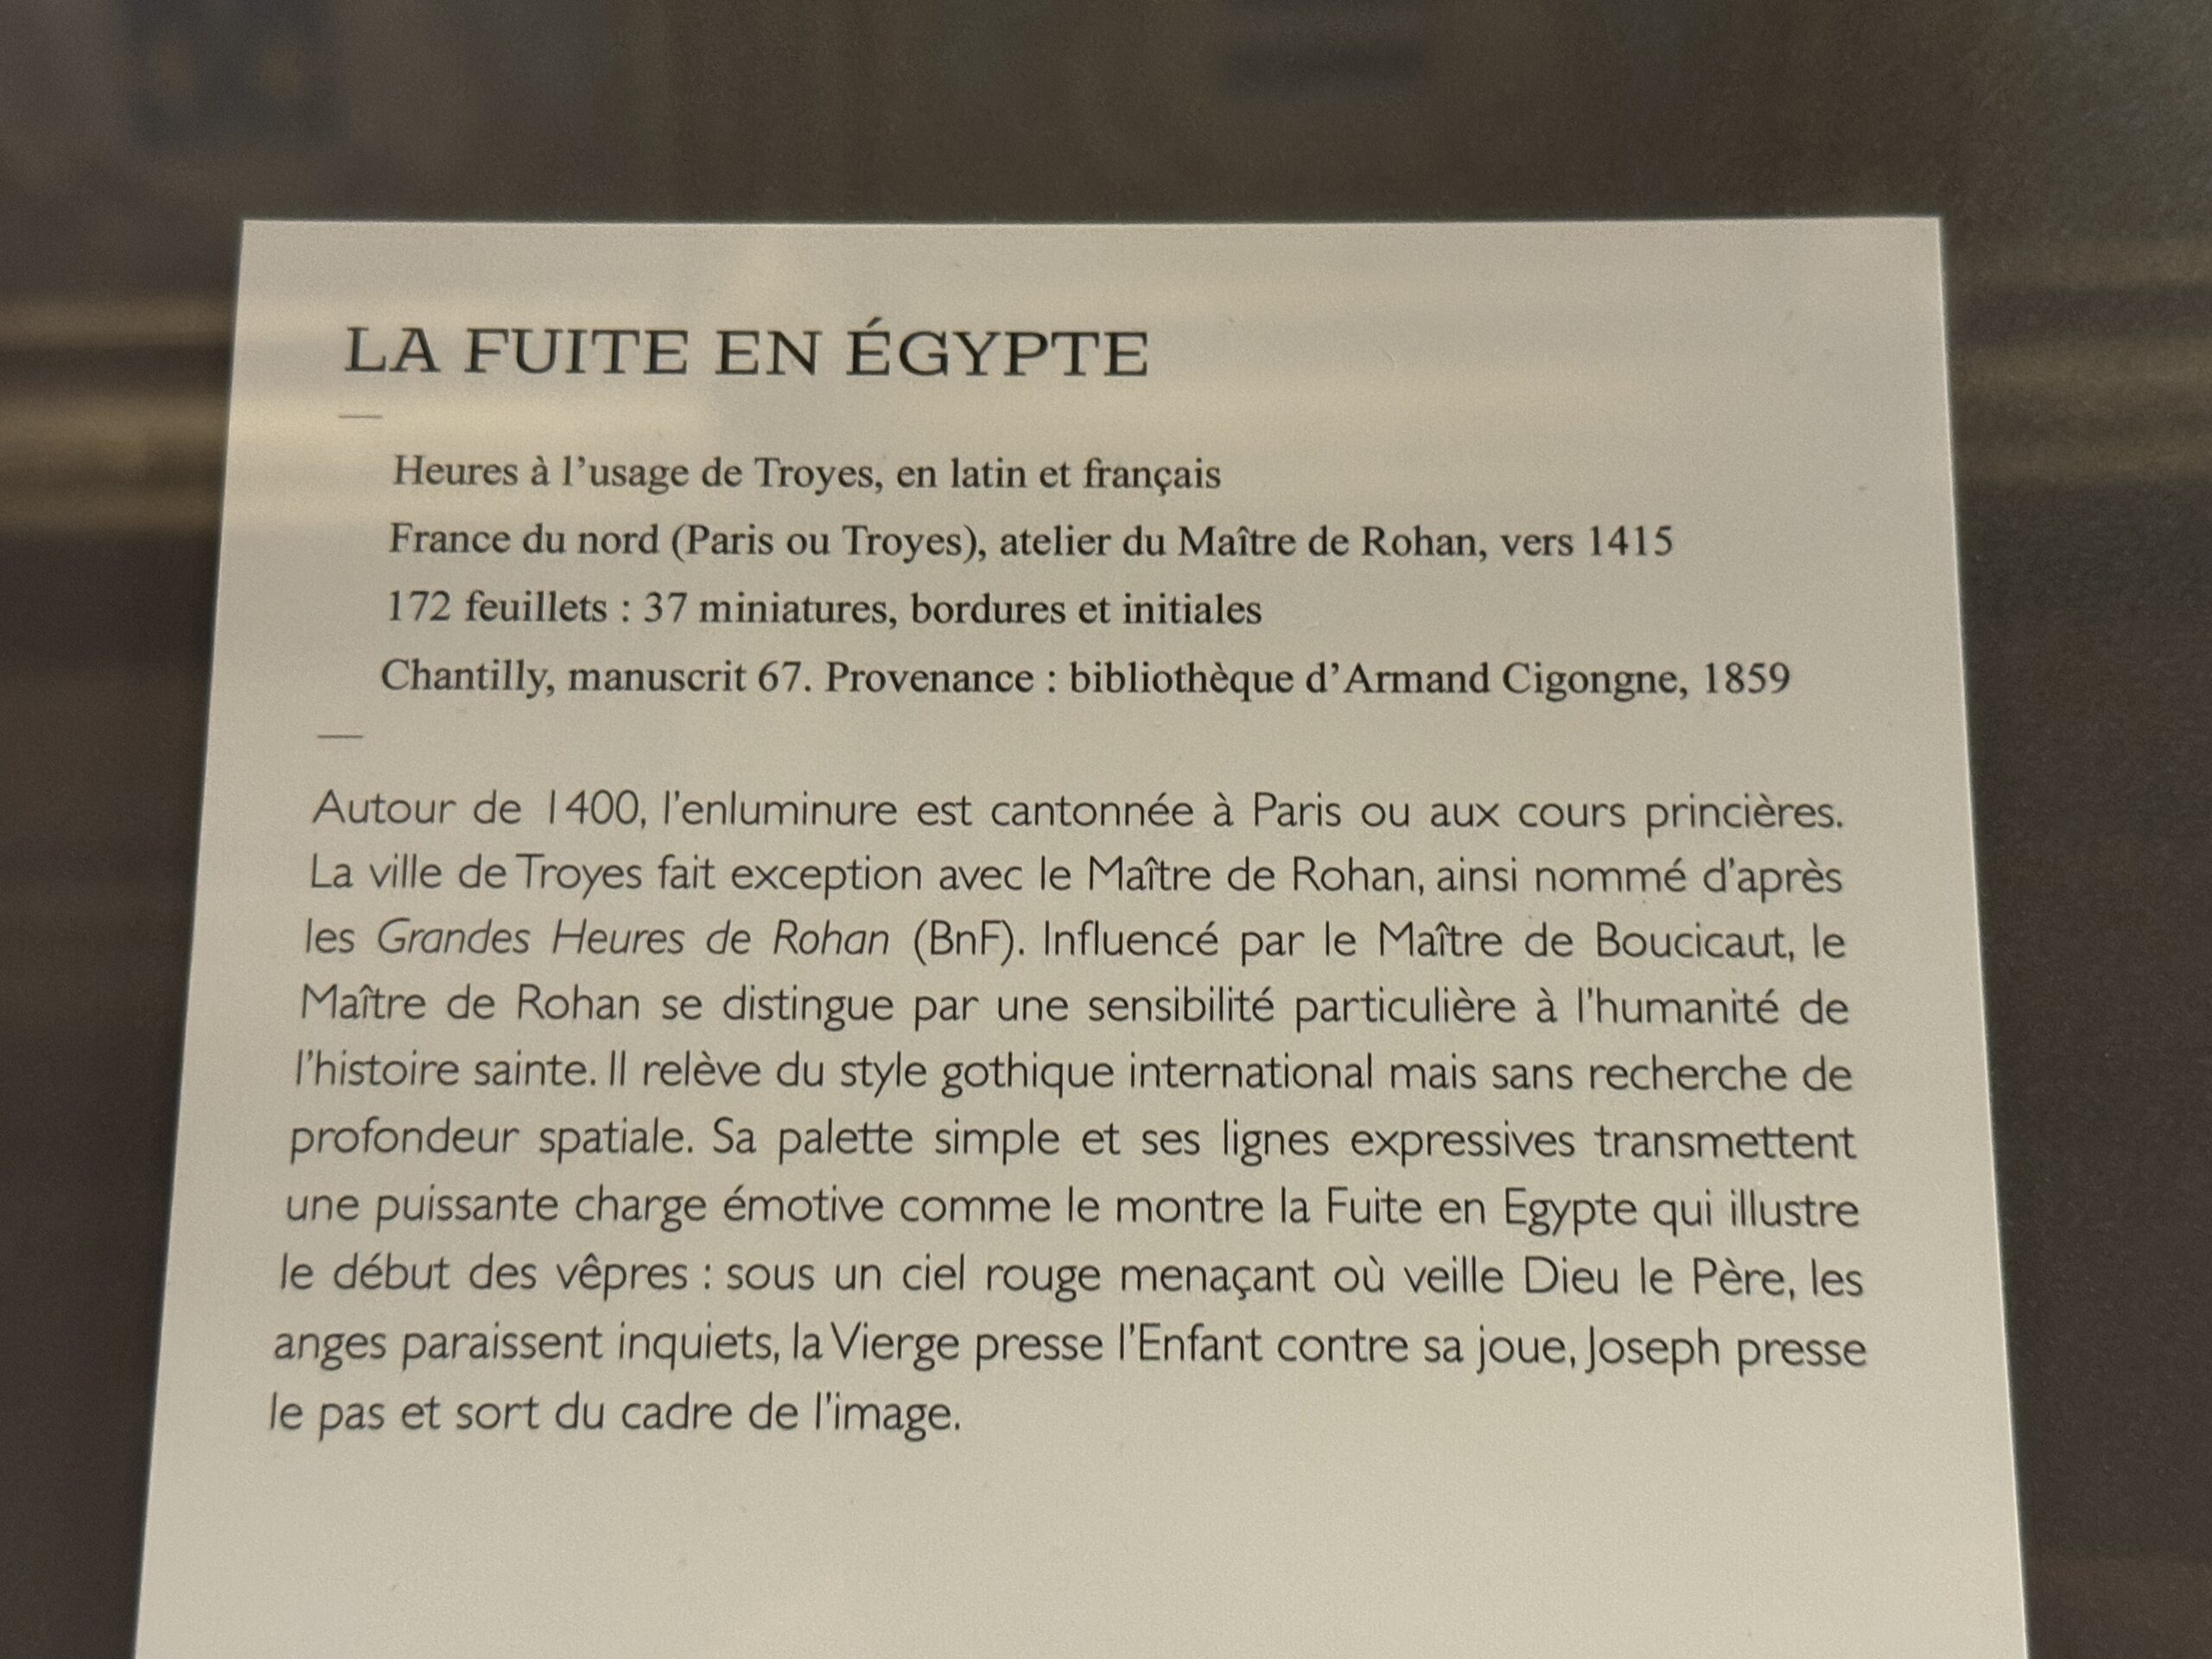 LA FUITE EN ÉGYPTE
Heures à l'usage de Troyes, en latin et français
France du nord (Paris ou Troyes), atelier du Maître de Rohan, vers 1415
172 feuillets : 37 miniatures, bordures et initiales
Chantilly, manuscrit 67. Provenance : bibliothèque d'Armand Cigongne, 1859
Autour de 1400, l'enluminure est cantonnée à Paris ou aux cours princières.
La ville de Troyes fait exception avec le Maître de Rohan, ainsi nommé d'après
les Grandes Heures de Rohan (BnF). Influencé par le Maître de Boucicaut, le
Maître de Rohan se distingue par une sensibilité particulière à l'humanité de
l'histoire sainte. Il relève du style gothique international mais sans recherche de
profondeur spatiale. Sa palette simple et ses lignes expressives transmettent
une puissante charge émotive comme le montre la Fuite en Egypte qui illustre
le début des vêpres : sous un ciel rouge menaçant où veille Dieu le Père, les
anges paraissent inquiets, la Vierge presse l'Enfant contre sa joue, Joseph presse
le pas et sort du cadre de l'image.